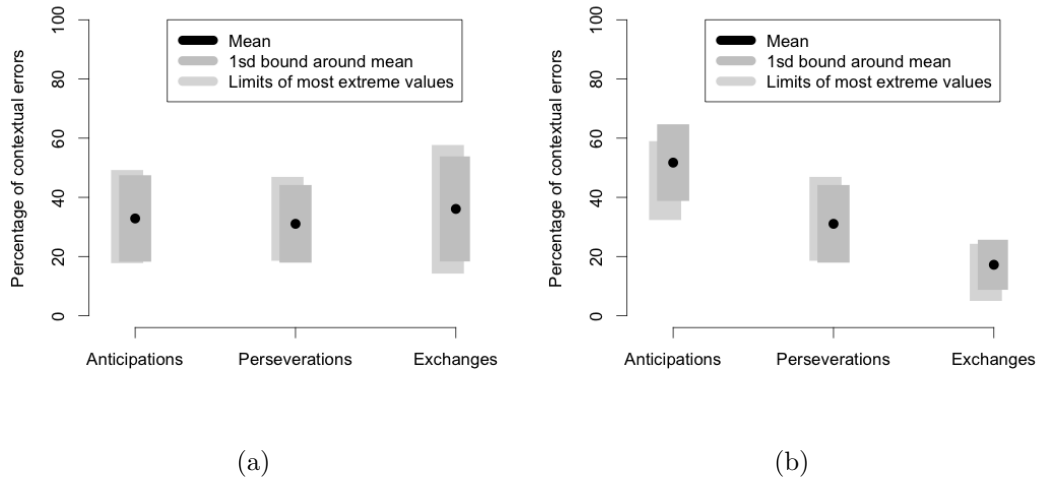 Percentage of contextual errors
100
80
60
40
20
0
Mean
1sd bound around mean
Limits of most extreme values
Anticipations Perseverations Exchanges
(a)
Percentage of contextual errors
100
80
60
40
20
0
Mean
1sd bound around mean
Limits of most extreme values
Anticipations Perseverations Exchanges
(b)